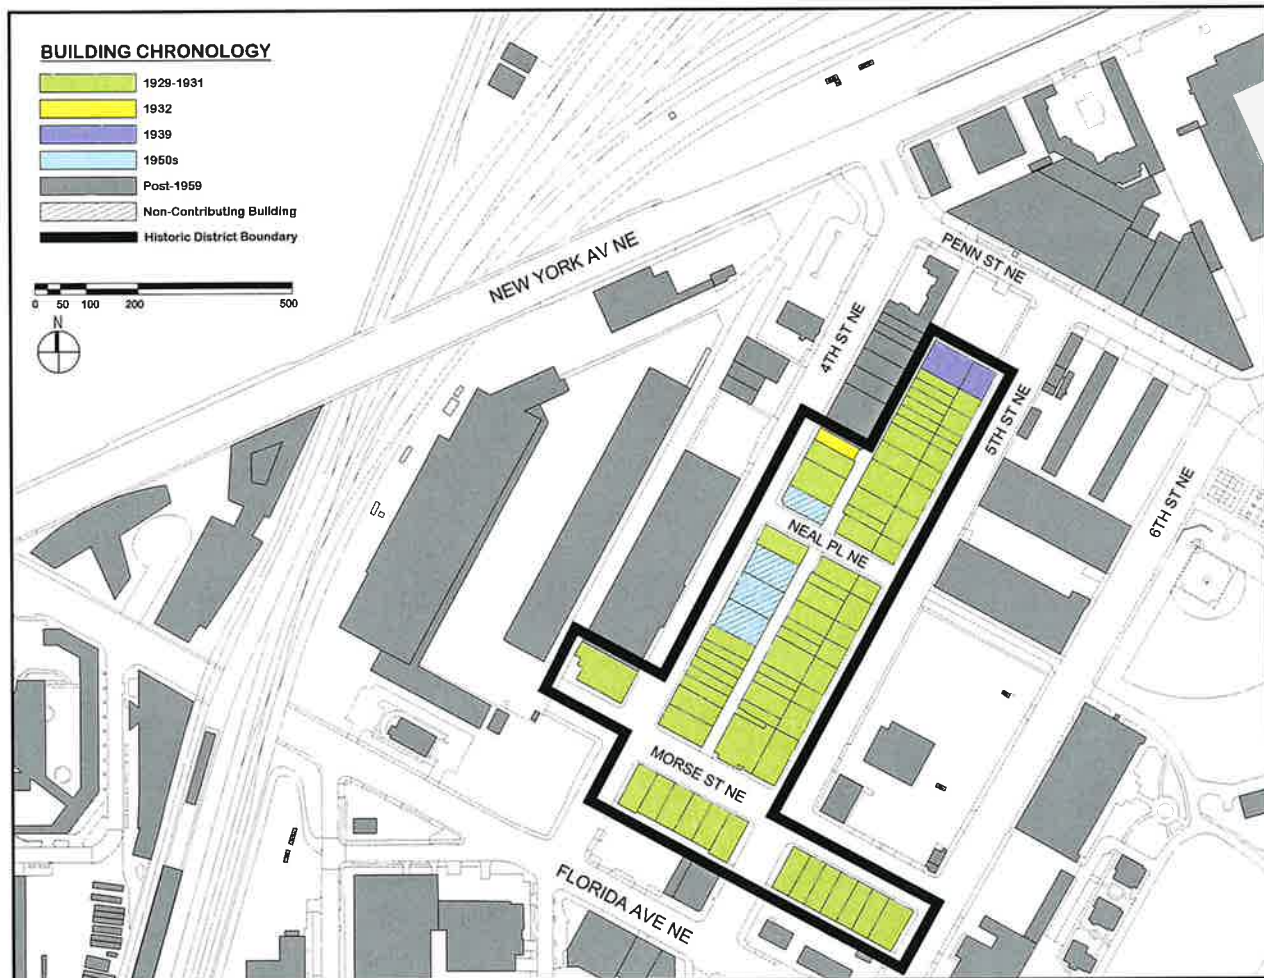 BUILDING CHRONOLOGY
1929-1931
1932
1939
1950s
Post-1959
Non-Contributing Building
Historic District Boundary
0 50 100 200 500
N
NEW YORK AV NE
PENN ST NE
4TH ST NE
5TH ST NE
6TH ST NE
NEAL PL NE
MORSE ST NE
FLORIDA AVE NE